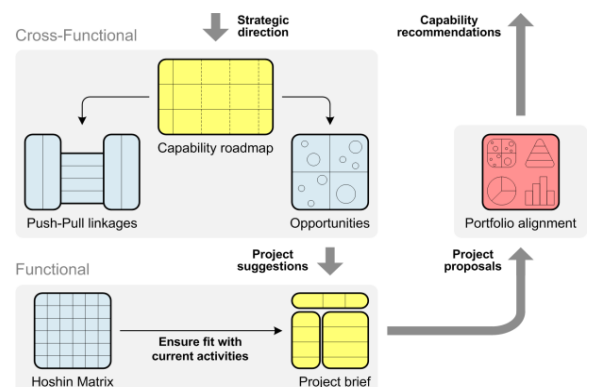 Strategic
direction
Capability
recommendations
Cross-Functional
Capability roadmap
Push-Pull linkages
Opportunities
Portfolio alignment
Project
suggestions
Project
proposals
Functional
Ensure fit with
current activities
Hoshin Matrix
Project brief